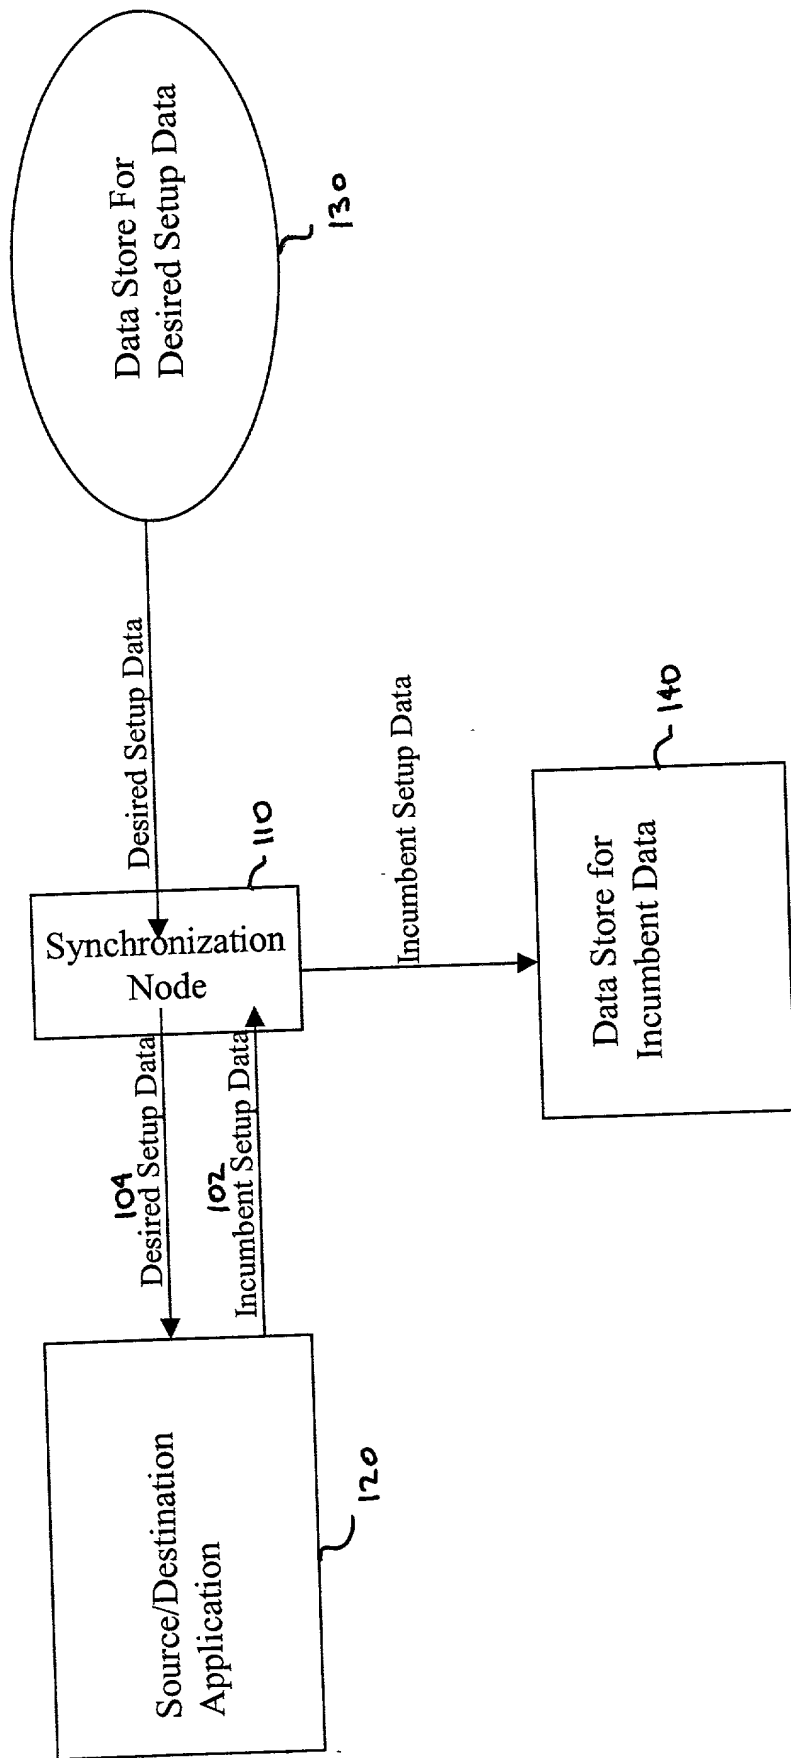 Data Store For
Desired Setup Data
130
Desired Setup Data
Synchronization
Node
110
104
Desired Setup Data
102
Incumbent Setup Data
Incumbent Setup Data
Source/Destination
Application
120
Data Store for
Incumbent Data
140